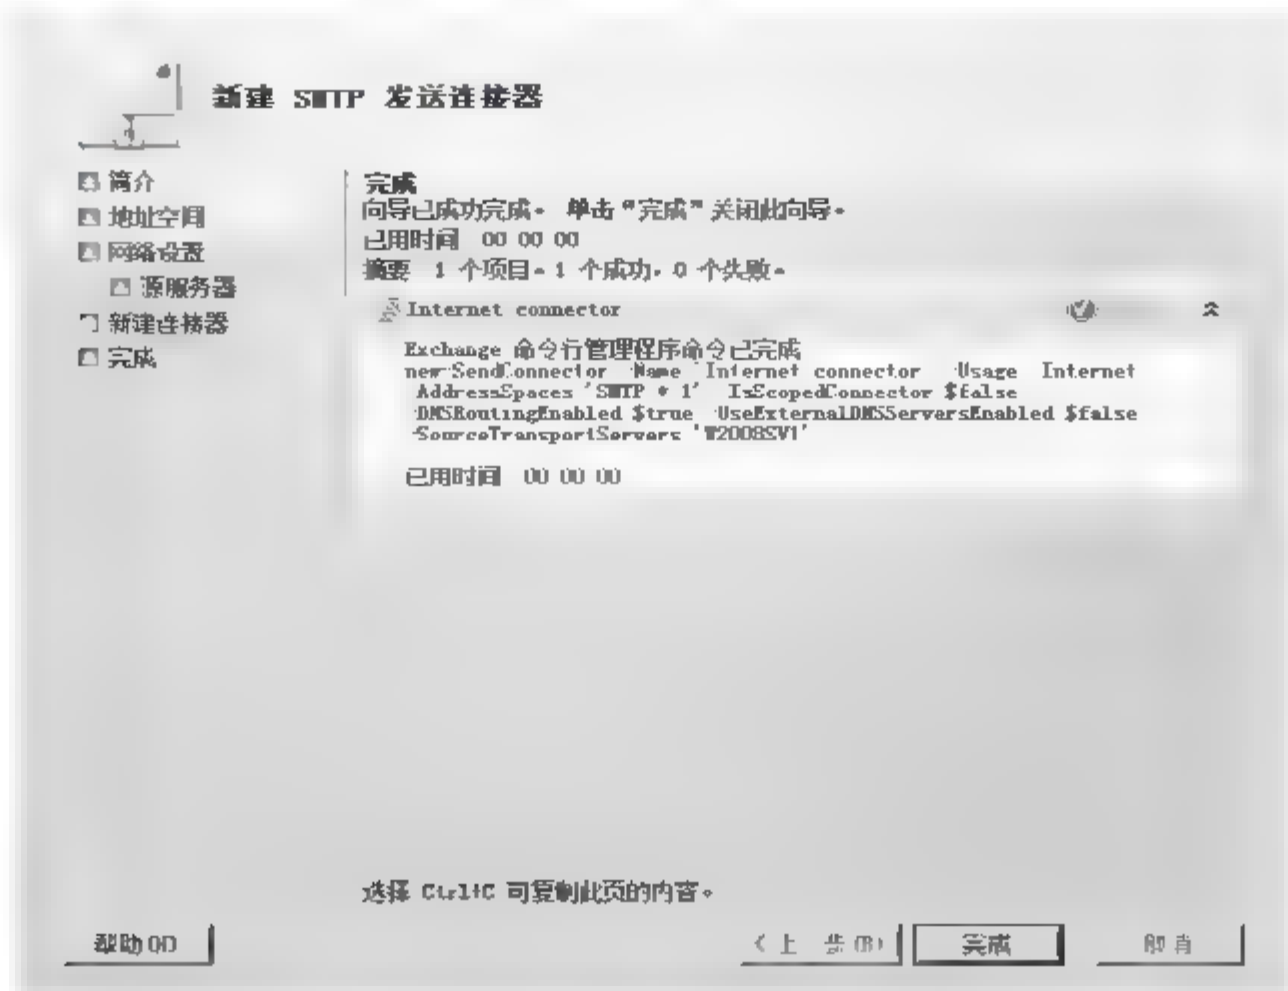 新建 SMTP 发送连接器
简介
地址空间
网络设置
源服务器
新建连接器
完成
完成
向导已成功完成。 单击“完成”关闭此向导。
已用时间 00 00 00
摘要 1 个项目。1 个成功，0 个失败。
Internet connector
Exchange 命令行管理程序命令已完成
new-SendConnector -Name 'Internet connector' -Usage 'Internet'
-AddressSpaces 'SMTP * 1' -IsScopedConnector $false
-DNSRoutingEnabled $true -UseExternalDNSServersEnabled $false
-SourceTransportServers 'W2008SV1'
已用时间 00 00 00
选择 Ctrl+C 可复制此页的内容。
帮助(H)
< 上一步(B)
完成
取消